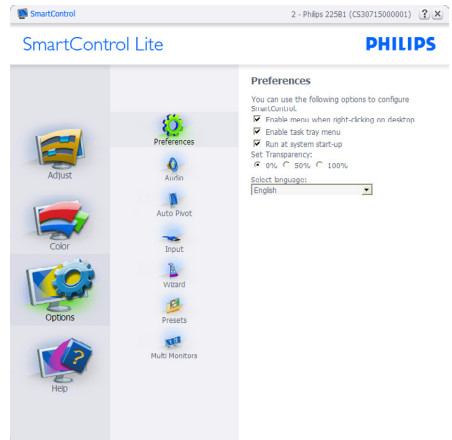 SmartControl
2 - Philips 225B1 (CS30715000001)
? X
SmartControl Lite
PHILIPS
Adjust
Color
Options
Help
Preferences
Audio
Auto Pivot
Input
Wizard
Presets
Multi Monitors
Preferences
You can use the following options to configure
SmartControl.
Enable menu when right-clicking on desktop
Enable task tray menu
Run at system start-up
Set Transparency:
0% 50% 100%
Select language:
English